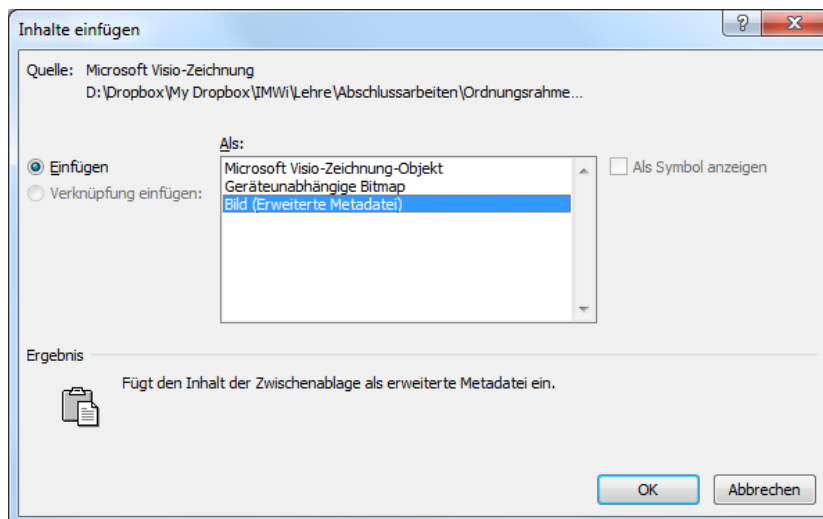 Inhalte einfügen
Quelle: Microsoft Visio-Zeichnung
D:\Dropbox\My Dropbox\IMWi\Lehre\Abschlussarbeiten\Ordnungsrahme...
Als:
Einfügen
Verknüpfung einfügen:
Microsoft Visio-Zeichnung-Objekt
Geräteunabhängige Bitmap
Bild (Erweiterte Metadatei)
Als Symbol anzeigen
Ergebnis
Fügt den Inhalt der Zwischenablage als erweiterte Metadatei ein.
OK
Abbrechen